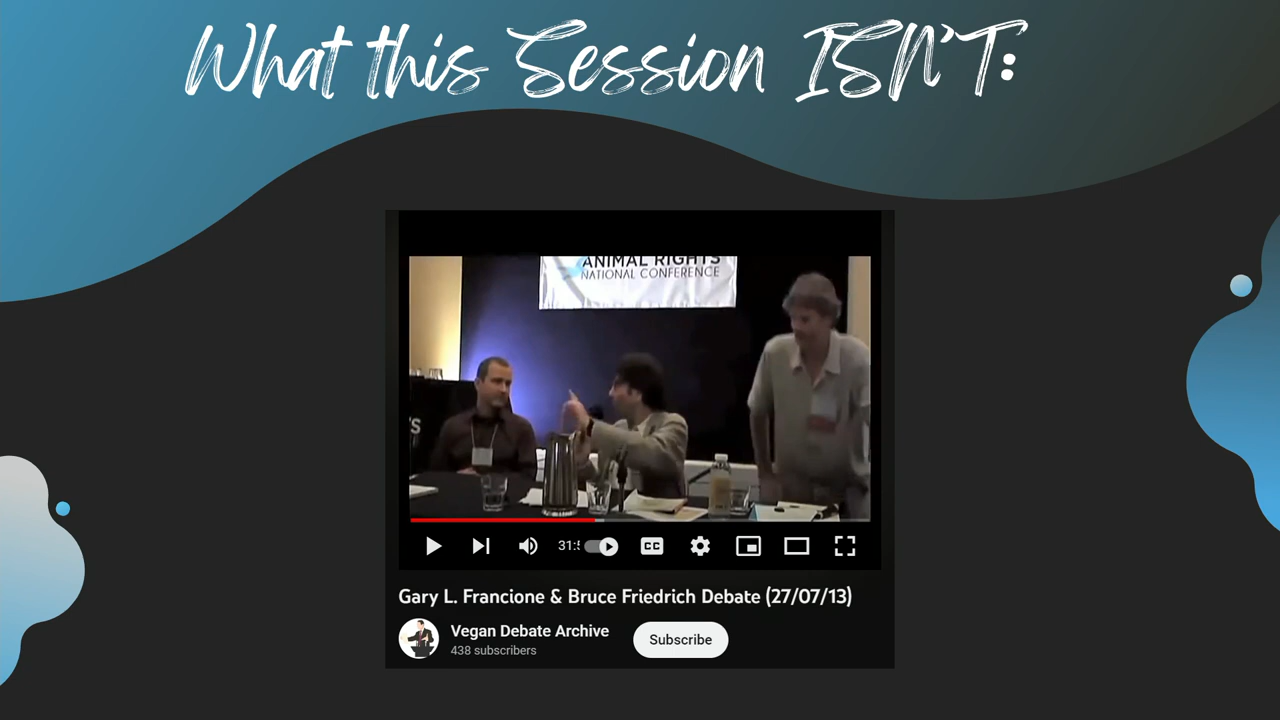 What this Session ISN'T:
ANIMAL RIGHTS
NATIONAL CONFERENCE
CC
Gary L. Francione & Bruce Friedrich Debate (27/07/13)
Vegan Debate Archive
Subscribe
438 subscribers